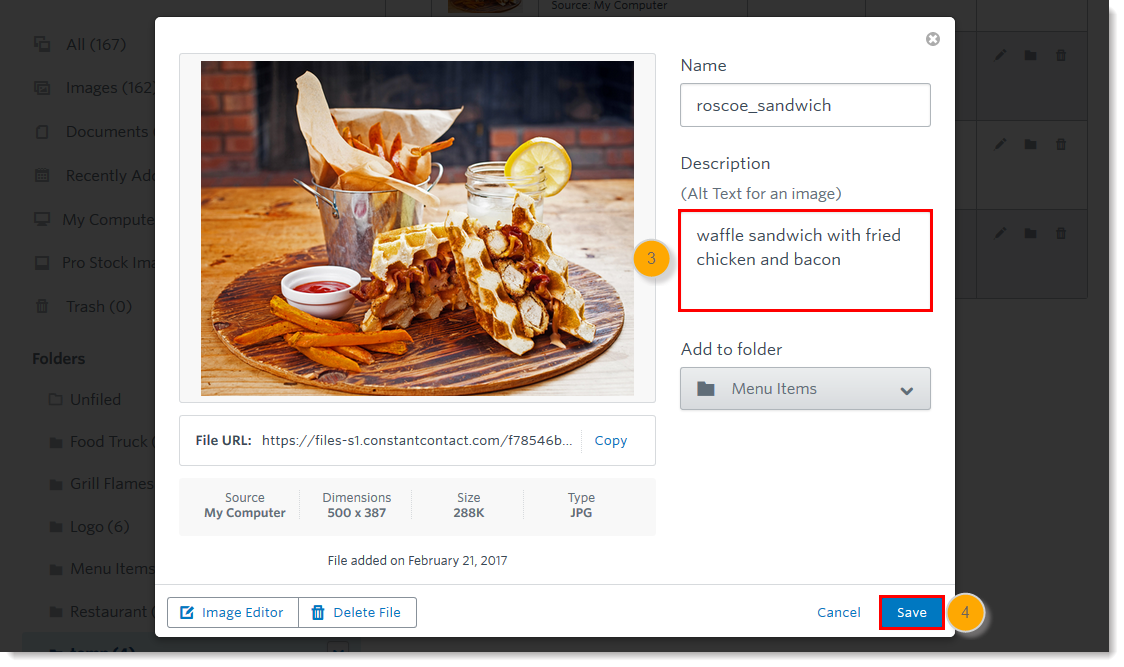 Source: My Computer
All (167)
Images (162
Documents
Recently Add
My Compute
Pro Stock Ima
Trash (0)
Folders
Unfiled
Food Truck (
Grill Flames
Logo (6)
Menu Items
Restaurant (
Name
roscoe_sandwich
Description
(Alt Text for an image)
3
waffle sandwich with fried
chicken and bacon
Add to folder
Menu Items
File URL: https://files-s1.constantcontact.com/f78546b... Copy
Source Dimensions Size Type
My Computer 500 x 387 288K JPG
File added on February 21, 2017
Image Editor Delete File Cancel Save 4